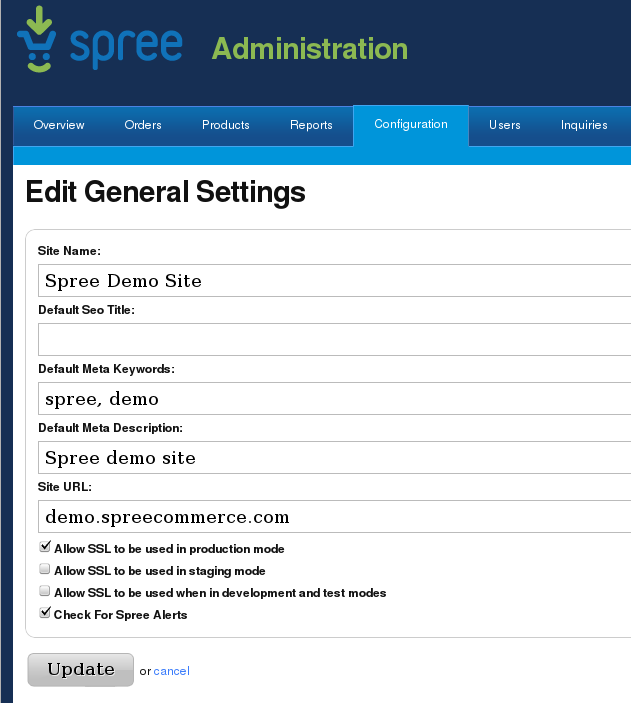 spree Administration
Overview Orders Products Reports Configuration Users Inquiries
Edit General Settings
Site Name:
Spree Demo Site
Default Seo Title:
Default Meta Keywords:
spree, demo
Default Meta Description:
Spree demo site
Site URL:
demo.spreecommerce.com
Allow SSL to be used in production mode
Allow SSL to be used in staging mode
Allow SSL to be used when in development and test modes
Check For Spree Alerts
Update or cancel